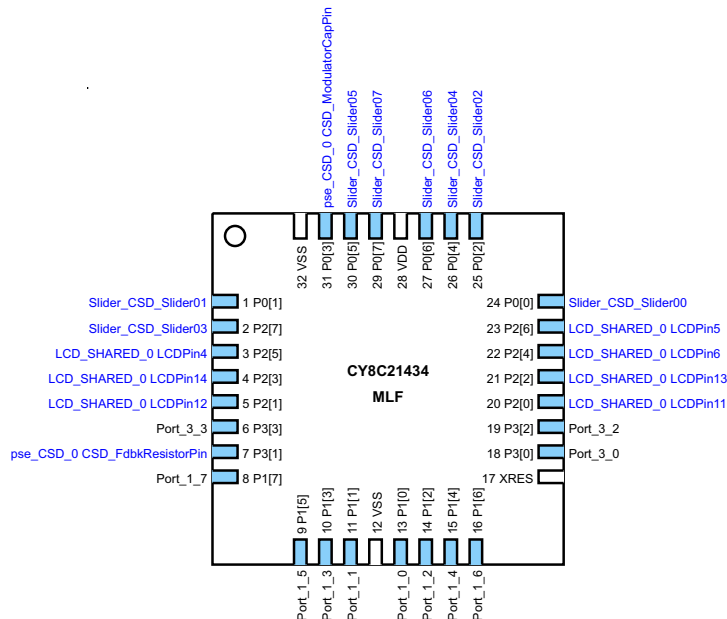 pse_CSD_0 CSD_ModulatorCapPin
Slider_CSD_Slider05
Slider_CSD_Slider07
Slider_CSD_Slider06
Slider_CSD_Slider04
Slider_CSD_Slider02
32 VSS
31 P0[3]
30 P0[5]
29 P0[7]
28 VDD
27 P0[6]
26 P0[4]
25 P0[2]
Slider_CSD_Slider01 1 P0[1]
Slider_CSD_Slider03 2 P2[7]
LCD_SHARED_0 LCDPin4 3 P2[5]
LCD_SHARED_0 LCDPin14 4 P2[3]
LCD_SHARED_0 LCDPin12 5 P2[1]
Port_3_3 6 P3[3]
pse_CSD_0 CSD_FdbkResistorPin 7 P3[1]
Port_1_7 8 P1[7]
CY8C21434
MLF
24 P0[0] Slider_CSD_Slider00
23 P2[6] LCD_SHARED_0 LCDPin5
22 P2[4] LCD_SHARED_0 LCDPin6
21 P2[2] LCD_SHARED_0 LCDPin13
20 P2[0] LCD_SHARED_0 LCDPin11
19 P3[2] Port_3_2
18 P3[0] Port_3_0
17 XRES
9 P1[5]
10 P1[3]
11 P1[1]
12 VSS
13 P1[0]
14 P1[2]
15 P1[4]
16 P1[6]
Port_1_5
Port_1_3
Port_1_1
Port_1_0
Port_1_2
Port_1_4
Port_1_6